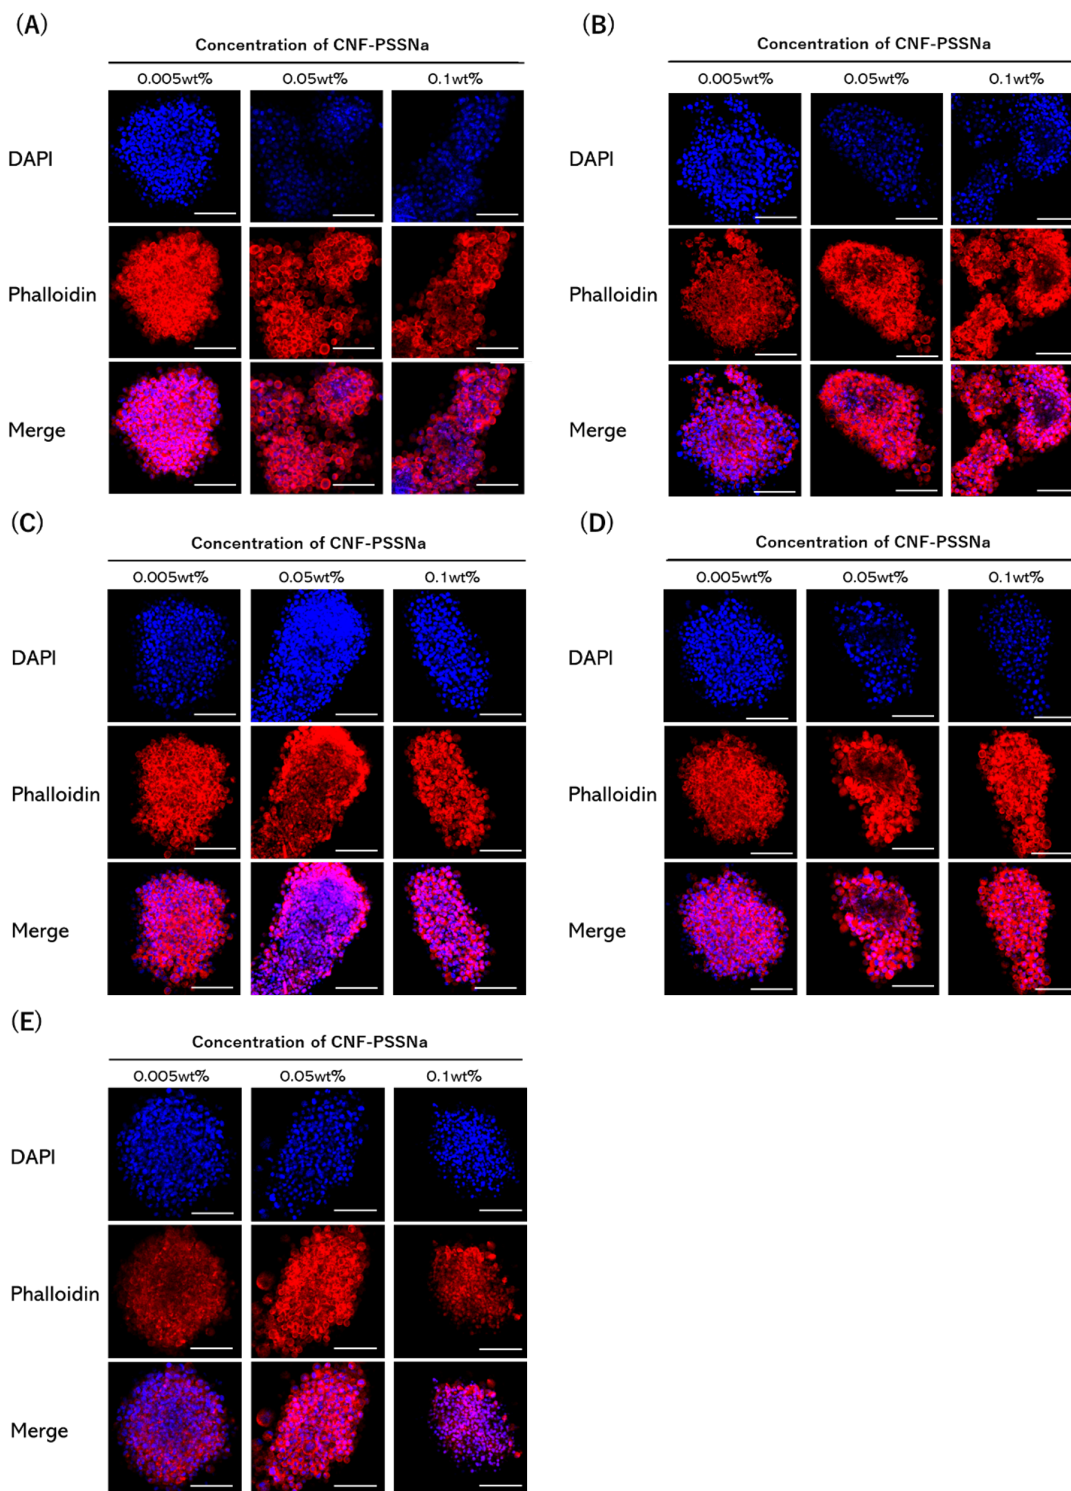 (A)
Concentration of CNF-PSSNa
0.005wt% 0.05wt% 0.1wt%
DAPI
Phalloidin
Merge
(B)
Concentration of CNF-PSSNa
0.005wt% 0.05wt% 0.1wt%
DAPI
Phalloidin
Merge
(C)
Concentration of CNF-PSSNa
0.005wt% 0.05wt% 0.1wt%
DAPI
Phalloidin
Merge
(D)
Concentration of CNF-PSSNa
0.005wt% 0.05wt% 0.1wt%
DAPI
Phalloidin
Merge
(E)
Concentration of CNF-PSSNa
0.005wt% 0.05wt% 0.1wt%
DAPI
Phalloidin
Merge